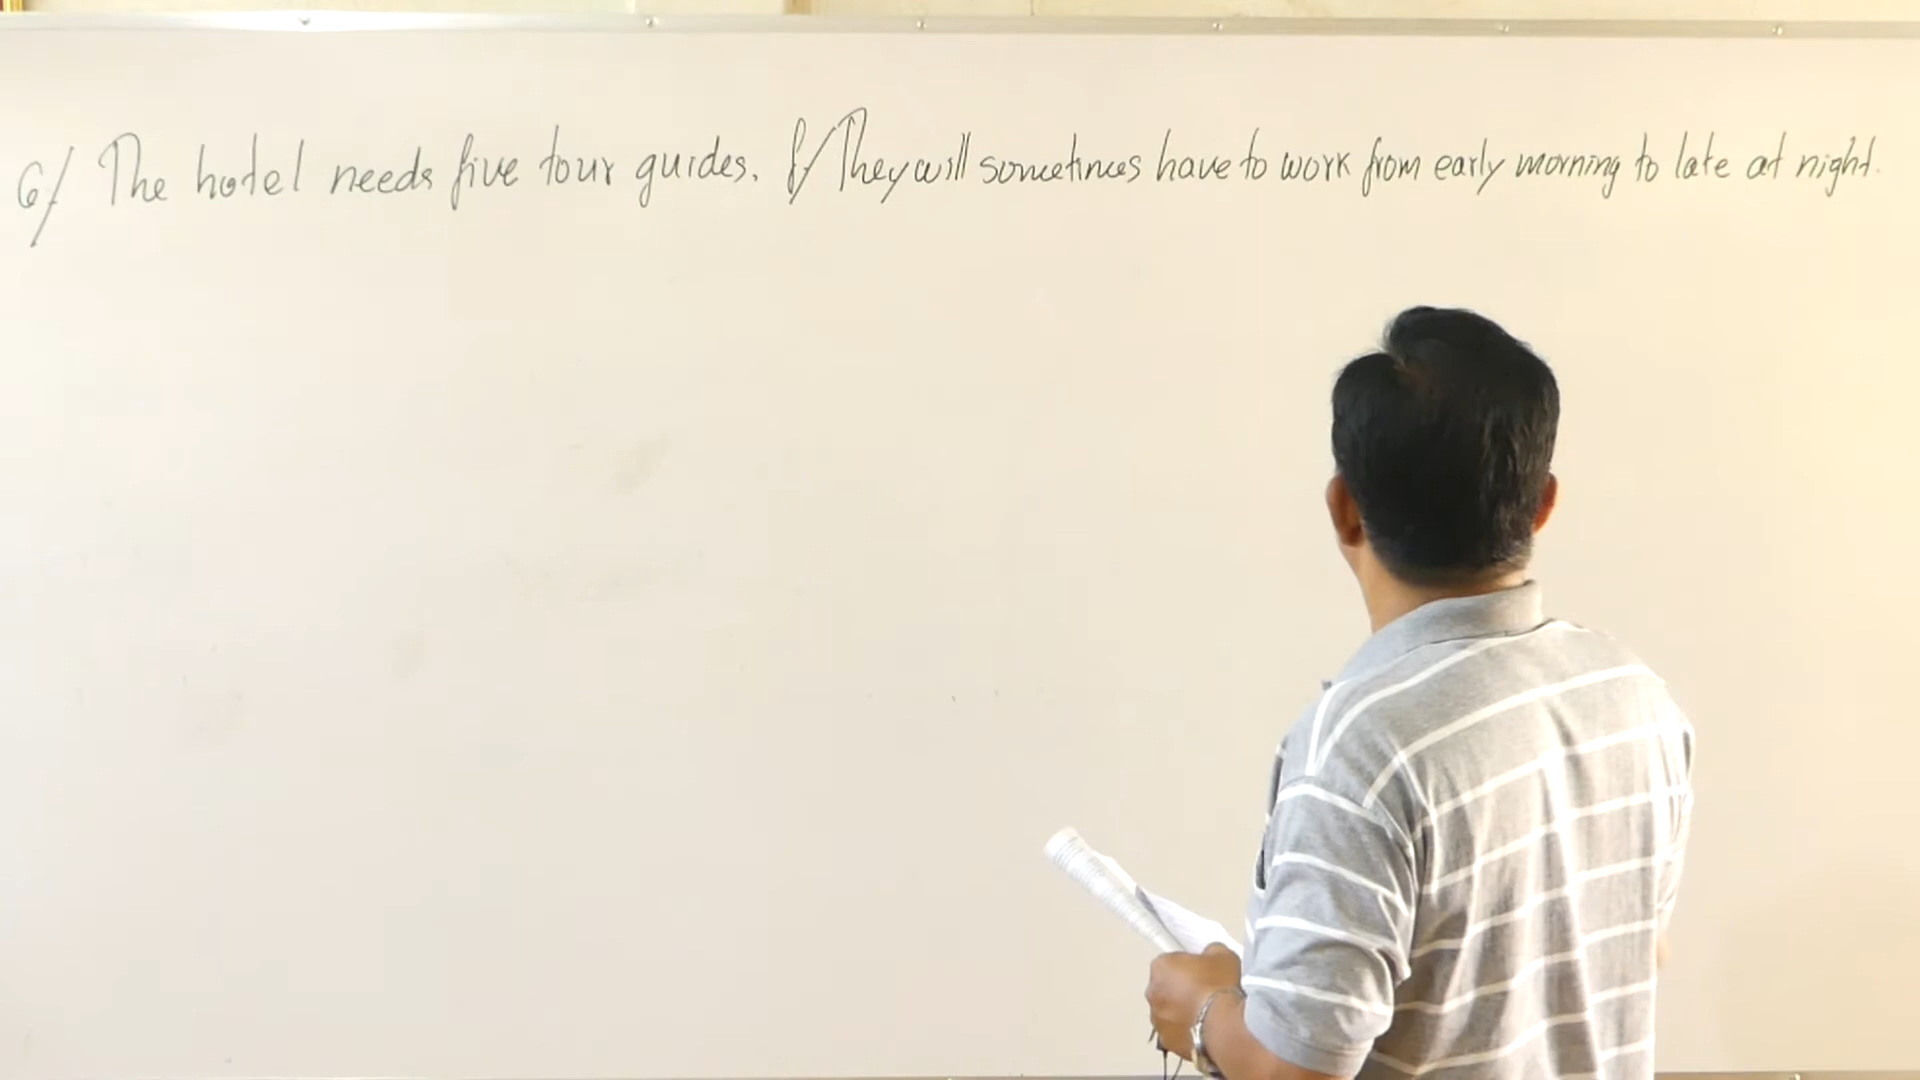 6/ The hotel needs five tour guides. f/ They will sometimes have to work from early morning to late at night.